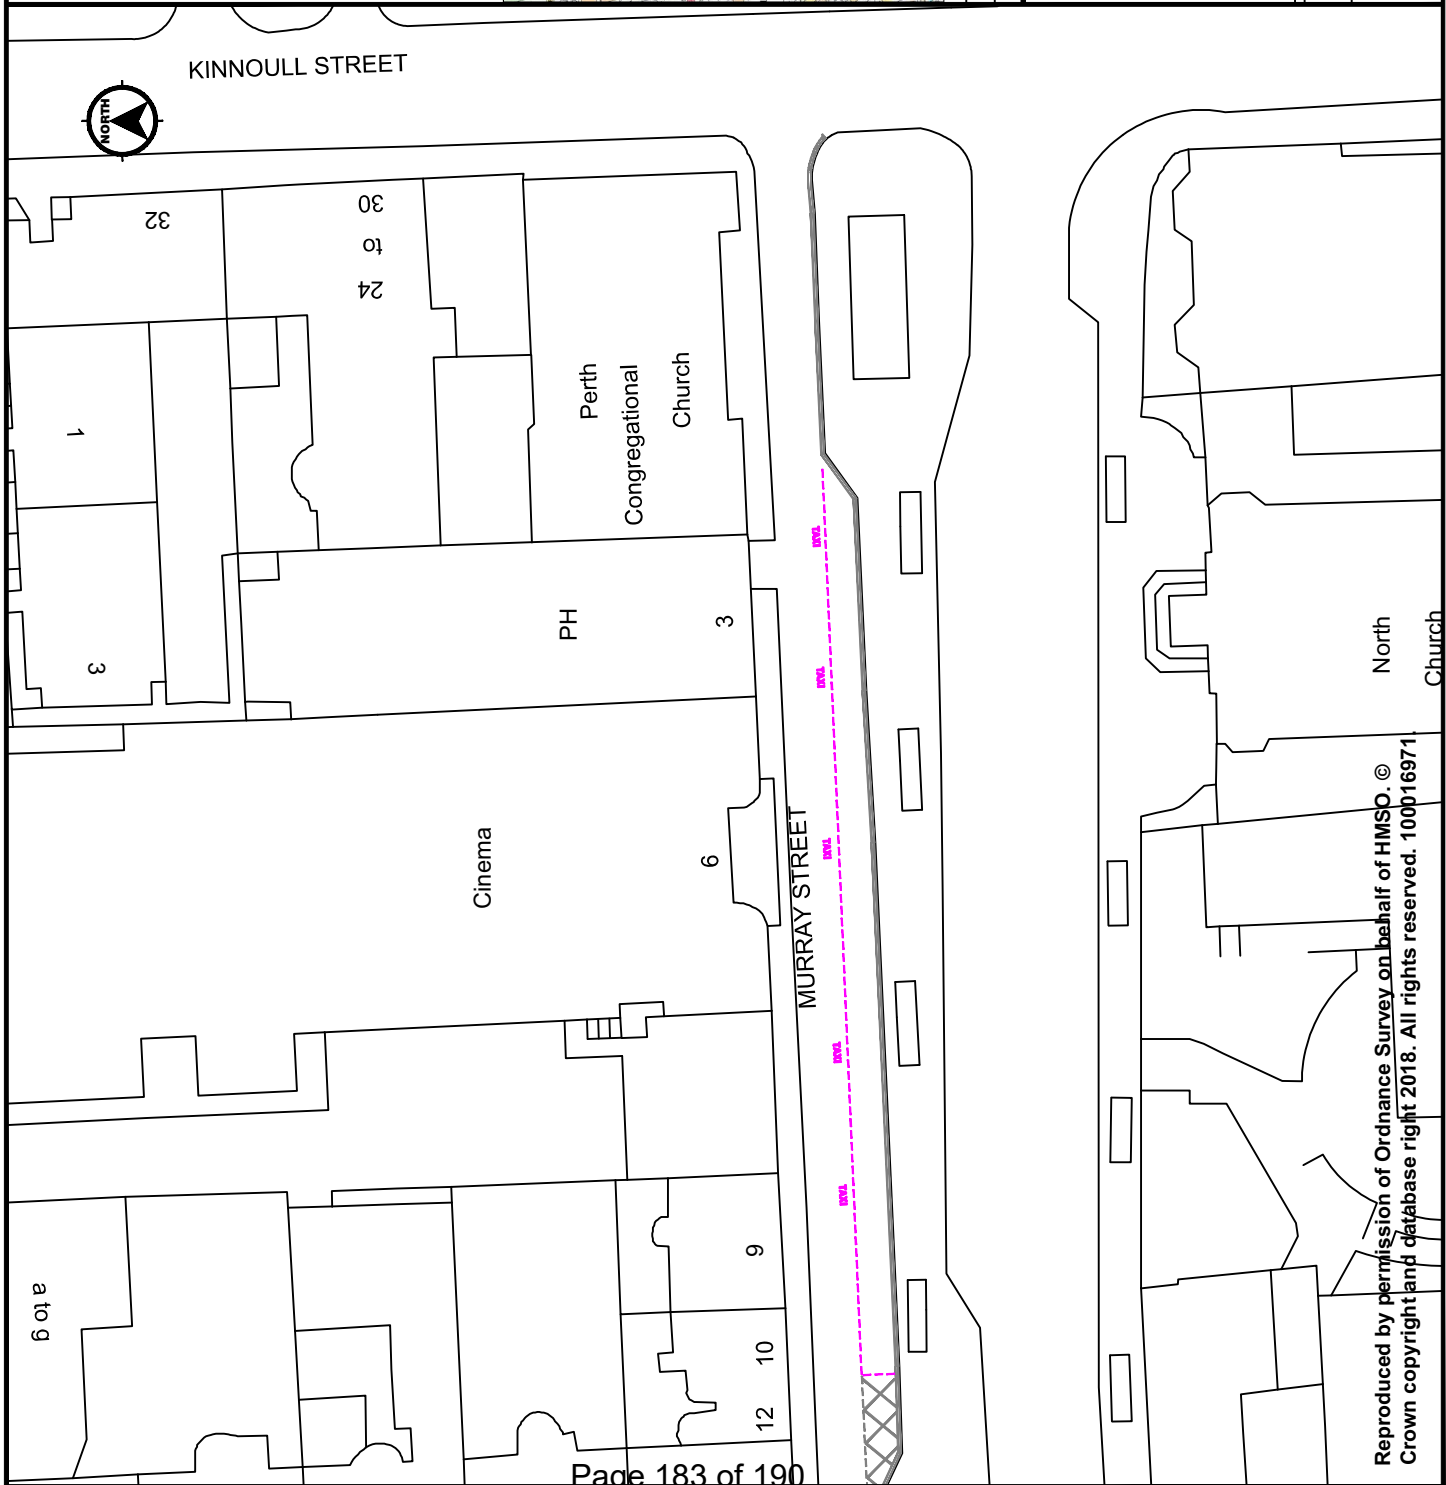 KINNOULL STREET
NORTH
32
30
to
24
1
3
Perth
Congregational
Church
PH
3
TAXI
TAXI
TAXI
TAXI
TAXI
Cinema
6
MURRAY STREET
North
Church
9
10
12
a to g
Reproduced by permission of Ordnance Survey on behalf of HMSO. ©
Crown copyright and database right 2018. All rights reserved. 100016971.
Page 183 of 190